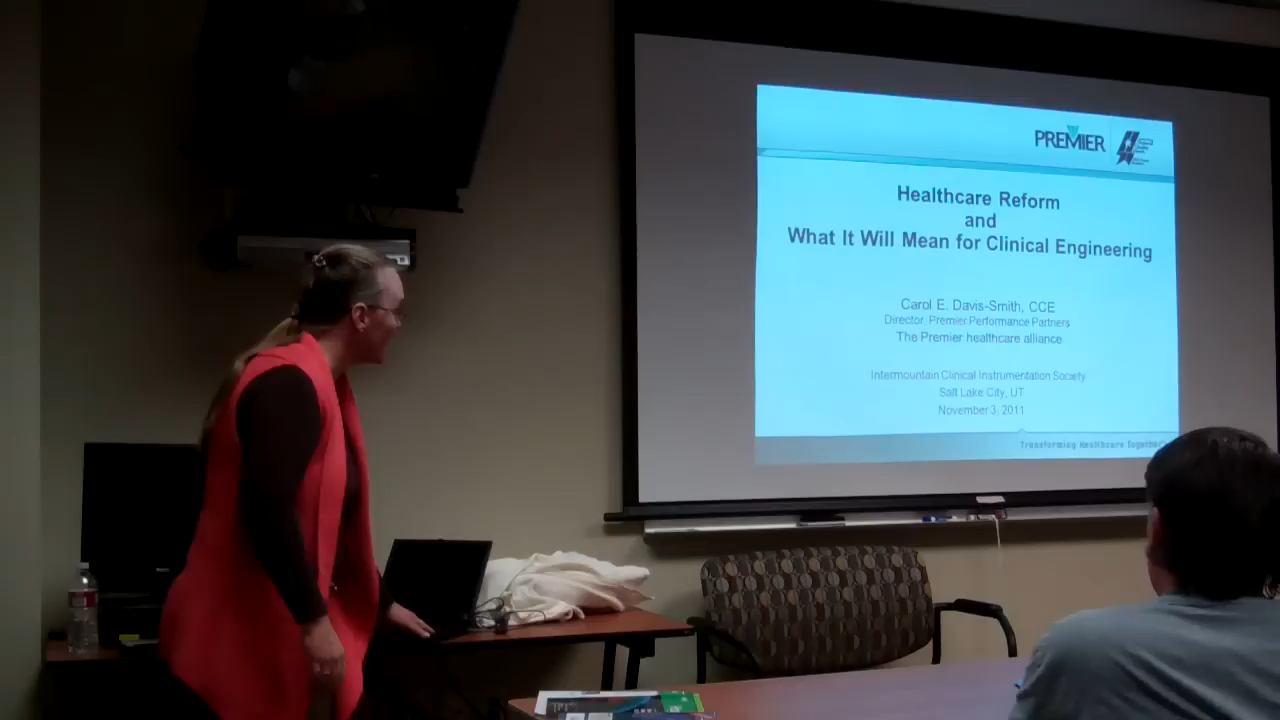 PREMIER
Healthcare Reform
and
What It Will Mean for Clinical Engineering
Carol E. Davis-Smith, CCE
Director, Premier Performance Partners
The Premier healthcare alliance
Intermountain Clinical Instrumentation Society
Salt Lake City, UT
November 3, 2011
Transforming Healthcare Together